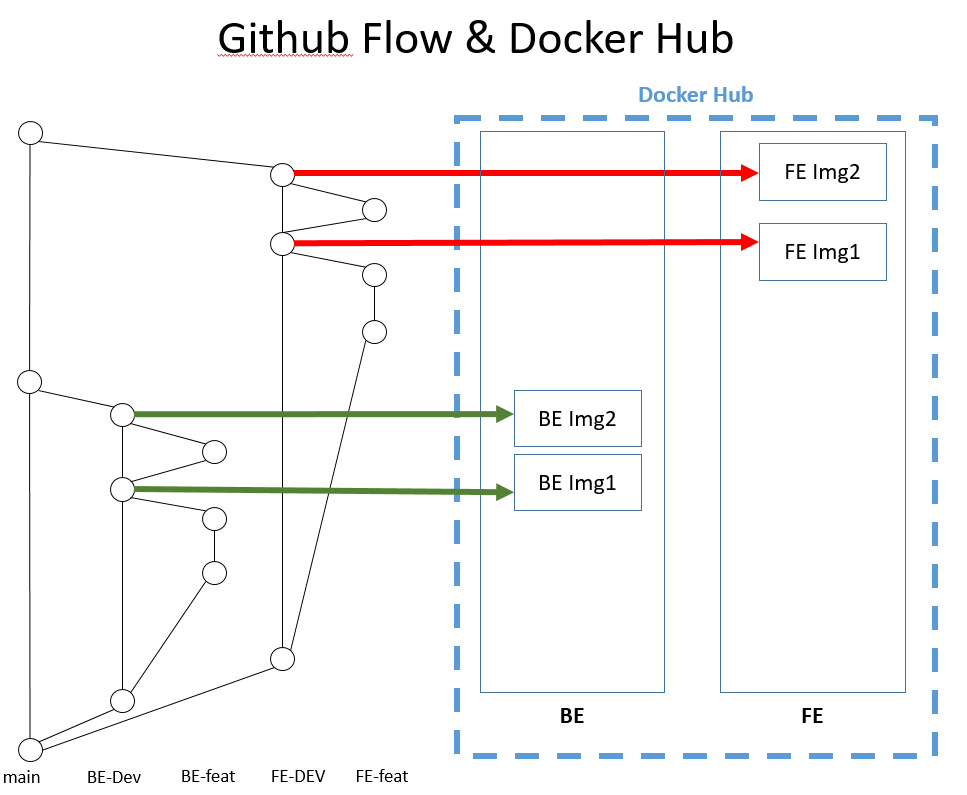 Github Flow & Docker Hub
Docker Hub
FE Img2
FE Img1
BE Img2
BE Img1
BE
FE
main
BE-Dev
BE-feat
FE-DEV
FE-feat